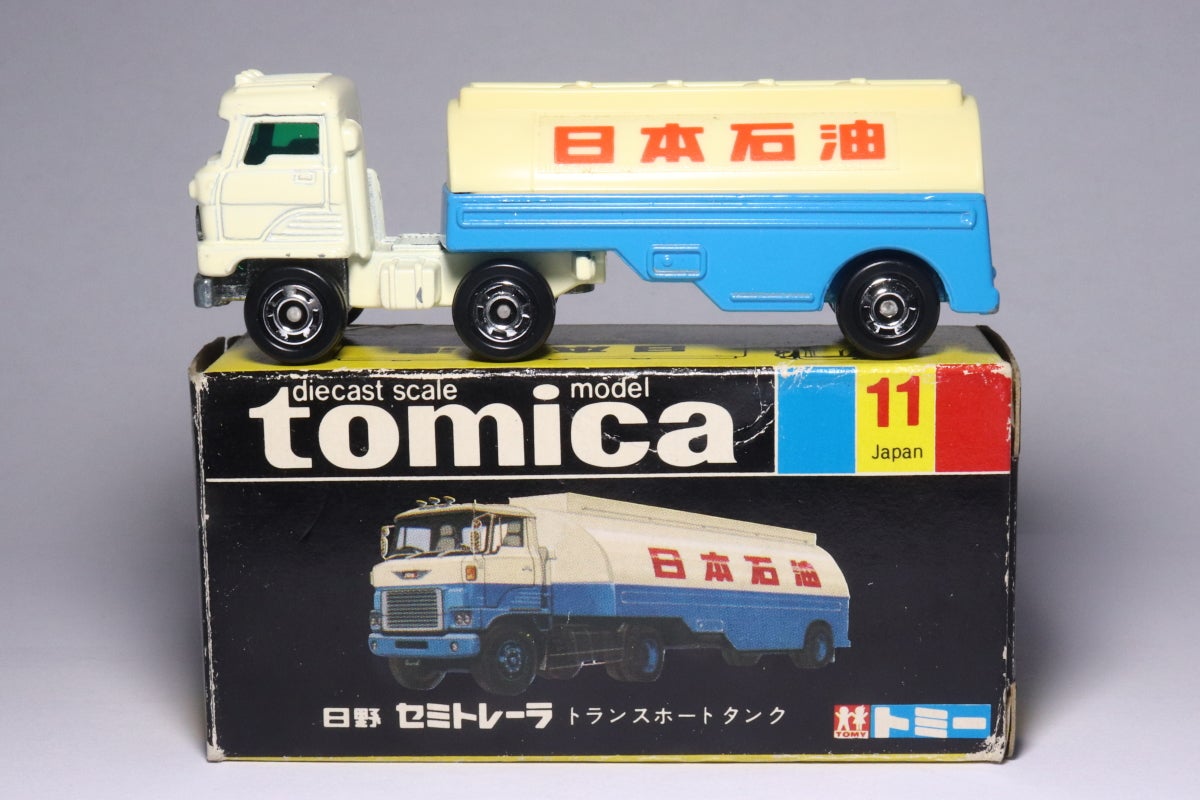 日本石油
diecast scale model
tomica
11
Japan
日本石油
日野 セミトレーラ トランスポートタンク
TOMY
トミー